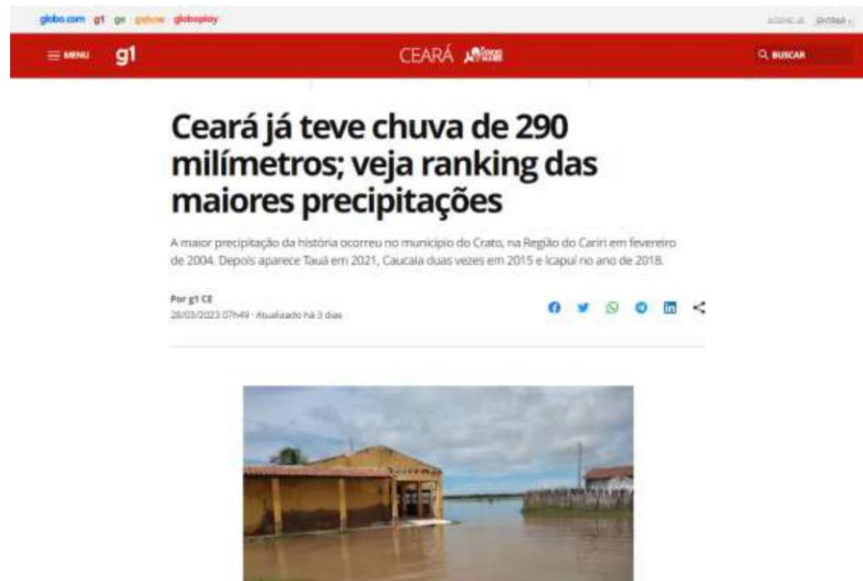 globo.com g1 ge gshow globoplay
ASSINE JÁ ENTRAR ›
MENU g1 CEARÁ BUSCAR
Ceará já teve chuva de 290
milímetros; veja ranking das
maiores precipitações
A maior precipitação da história ocorreu no município do Crato, na Região do Cariri em fevereiro
de 2004. Depois aparece Tauá em 2021, Caucaia duas vezes em 2015 e Icapuí no ano de 2018.
Por g1 CE
28/03/2023 07h49 · Atualizado há 3 dias